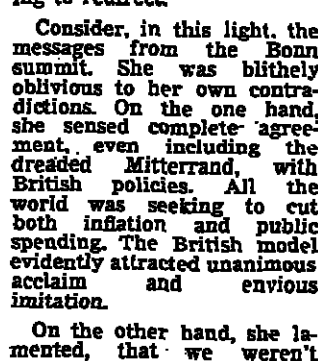 Consider, in this light, the
messages from the Bonn
summit. She was blithely
oblivious to her own contra-
dictions. On the one hand,
she sensed complete agree-
ment, even including the
dreaded Mitterrand, with
British policies. All the
world was seeking to cut
both inflation and public
spending. The British model
evidently attracted unanimous
acclaim and envious
imitation.
On the other hand, she la-
mented, that we weren't